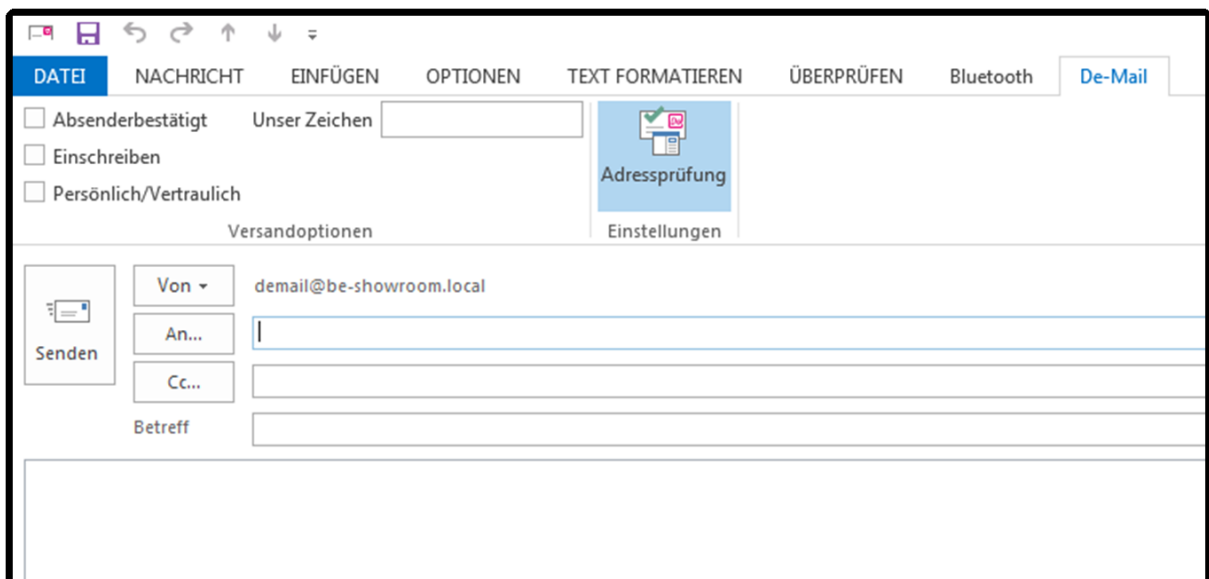 DATEI NACHRICHT EINFÜGEN OPTIONEN TEXT FORMATIEREN ÜBERPRÜFEN Bluetooth De-Mail
Absenderbestätigt Unser Zeichen
Einschreiben
Persönlich/Vertraulich
Adressprüfung
Versandoptionen Einstellungen
Von demail@be-showroom.local
An...
Senden
Cc...
Betreff